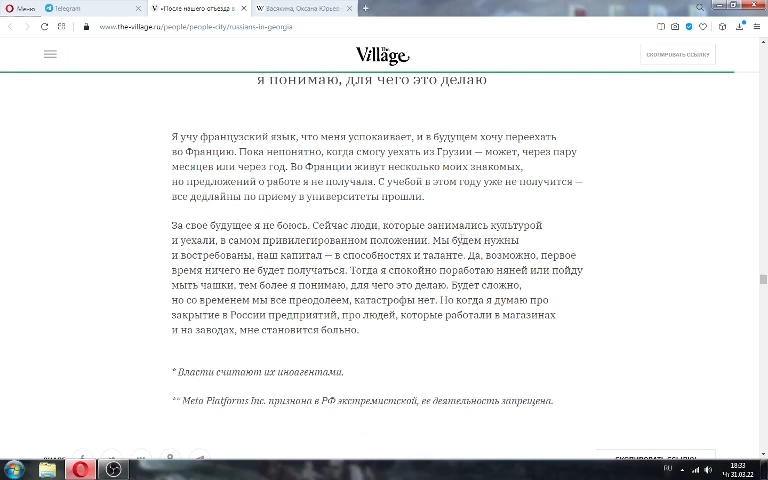 Меню
Telegram
«После нашего отъезда в
Васякина, Оксана Юрьев
www.the-village.ru/people/people-city/russians-in-georgia
The Village
СКОПИРОВАТЬ ССЫЛКУ
я понимаю, для чего это делаю
Я учу французский язык, что меня успокаивает, и в будущем хочу переехать
во Францию. Пока непонятно, когда смогу уехать из Грузии — может, через пару
месяцев или через год. Во Франции живут несколько моих знакомых,
но предложений о работе я не получала. С учебой в этом году уже не получится —
все дедлайны по приему в университеты прошли.
За свое будущее я не боюсь. Сейчас люди, которые занимались культурой
и уехали, в самом привилегированном положении. Мы будем нужны
и востребованы, наш капитал — в способностях и таланте. Да, возможно, первое
время ничего не будет получаться. Тогда я спокойно поработаю няней или пойду
мыть чашки, тем более я понимаю, для чего это делаю. Будет сложно,
но со временем мы все преодолеем, катастрофы нет. Но когда я думаю про
закрытие в России предприятий, про людей, которые работали в магазинах
и на заводах, мне становится больно.
* Власти считают их иноагентами.
** Meta Platforms Inc. признана в РФ экстремистской, ее деятельность запрещена.
СКОПИРОВАТЬ ССЫЛКУ
RU
18:33
Чт 31.03.22